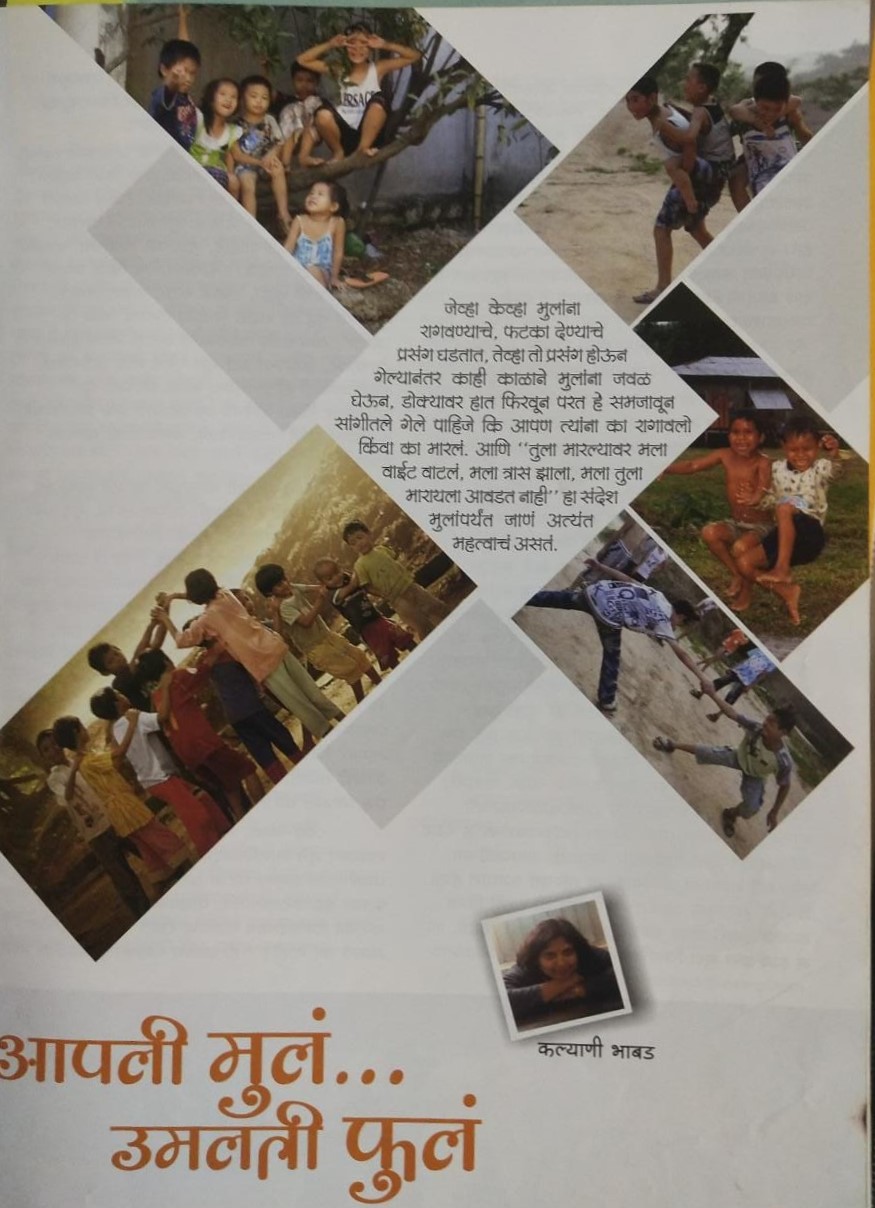 जेव्हा केव्हा मुलांना
रागवण्याचे, फटका देण्याचे
प्रसंग घडतात, तेव्हा तो प्रसंग होऊन
गेल्यानंतर काही काळाने मुलांना जवळ
घेऊन, डोक्यावर हात फिरवून परत हे समजावून
सांगीतले गेले पाहिजे कि आपण त्यांना का रागावलो
किंवा का मारलं. आणि “तुला मारल्यावर मला
वाईट वाटलं, मला त्रास झाला, मला तुला
मारायला आवडत नाही” हा संदेश
मुलांपर्यंत जाणं अत्यंत
महत्वाचं असतं.
कल्याणी भाबड
आपली मुलं...
उमलती फुलं